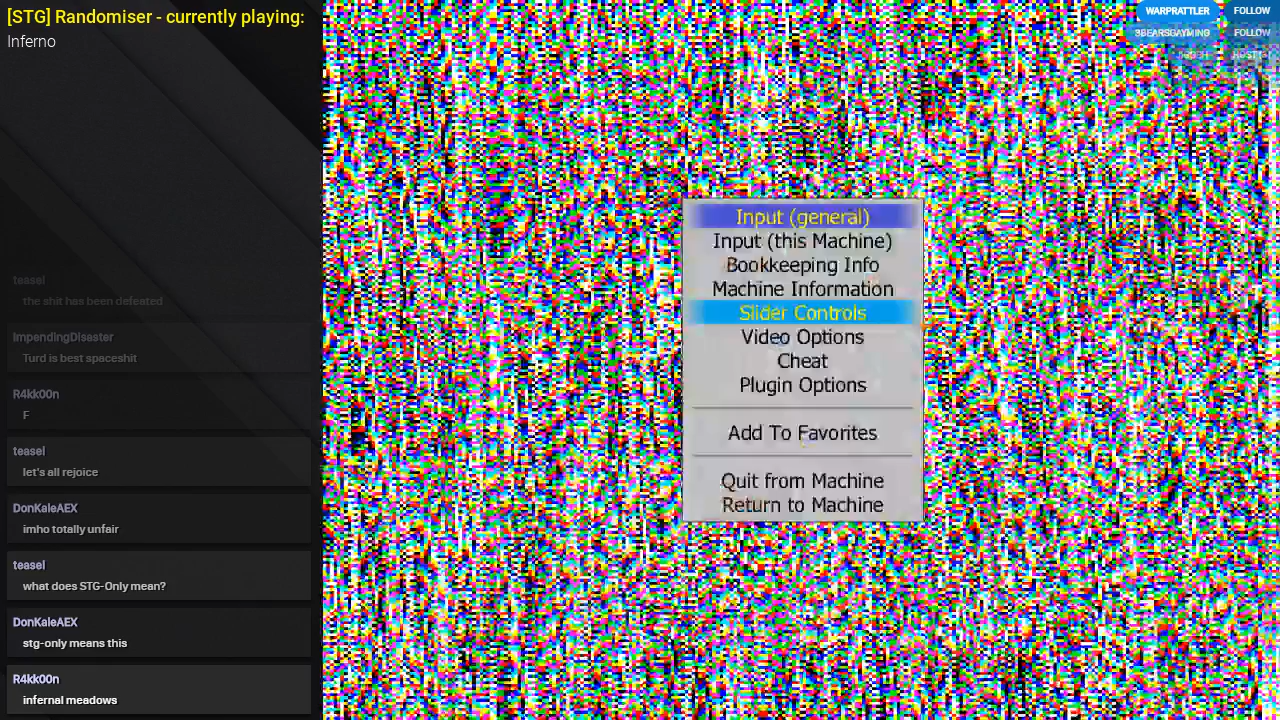 [STG] Randomiser - currently playing:
Inferno
WARPRATTLER FOLLOW
3BEARSGAYMING FOLLOW
teasel
the shit has been defeated
ImpendingDisaster
Turd is best spaceshit
R4kk00n
F
teasel
let's all rejoice
DonKaleAEX
imho totally unfair
teasel
what does STG-Only mean?
DonKaleAEX
stg-only means this
R4kk00n
infernal meadows
Input (general)
Input (this Machine)
Bookkeeping Info
Machine Information
Slider Controls
Video Options
Cheat
Plugin Options
Add To Favorites
Quit from Machine
Return to Machine